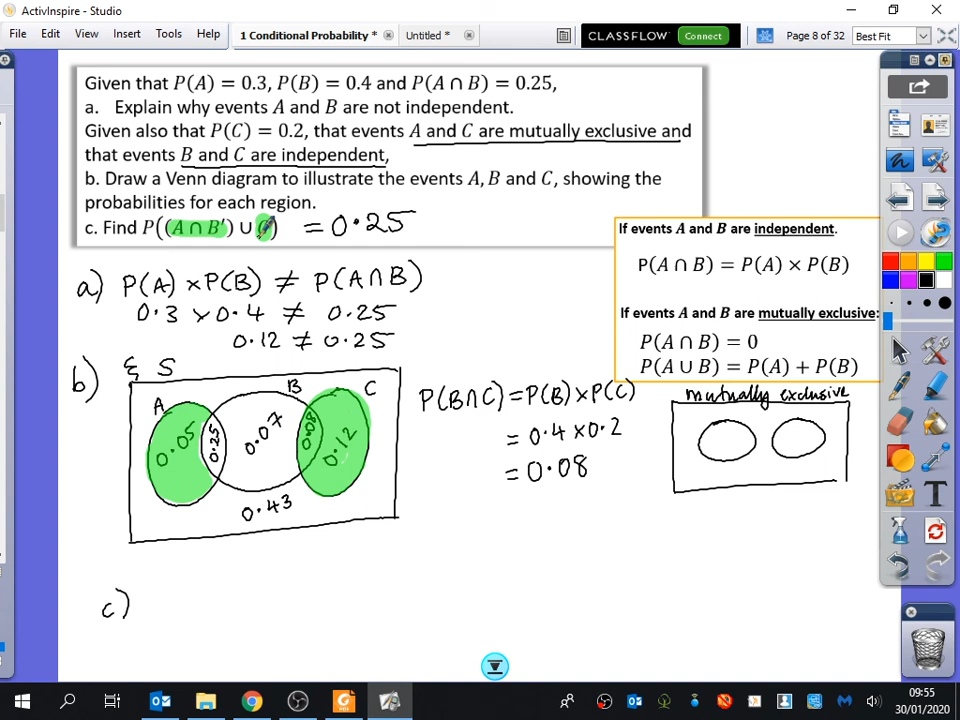 ActivInspire - Studio
File Edit View Insert Tools Help
1 Conditional Probability * Untitled * CLASSFLOW Connect Page 8 of 32 Best Fit
Given that P(A) = 0.3, P(B) = 0.4 and P(A ∩ B) = 0.25,
a. Explain why events A and B are not independent.
Given also that P(C) = 0.2, that events A and C are mutually exclusive and
that events B and C are independent,
b. Draw a Venn diagram to illustrate the events A, B and C, showing the
probabilities for each region.
c. Find P((A ∩ B′) ∪ C) = 0.25
If events A and B are independent.
P(A ∩ B) = P(A) × P(B)
If events A and B are mutually exclusive:
P(A ∩ B) = 0
P(A ∪ B) = P(A) + P(B)
a) P(A) × P(B) ≠ P(A∩B)
0.3 × 0.4 ≠ 0.25
0.12 ≠ 0.25
b) ξ S
A B C
0.05 0.25 0.07 0.08 0.12
0.43
P(B∩C) = P(B) × P(C)
= 0.4 × 0.2
= 0.08
mutually exclusive
c)
T
09:55
30/01/2020